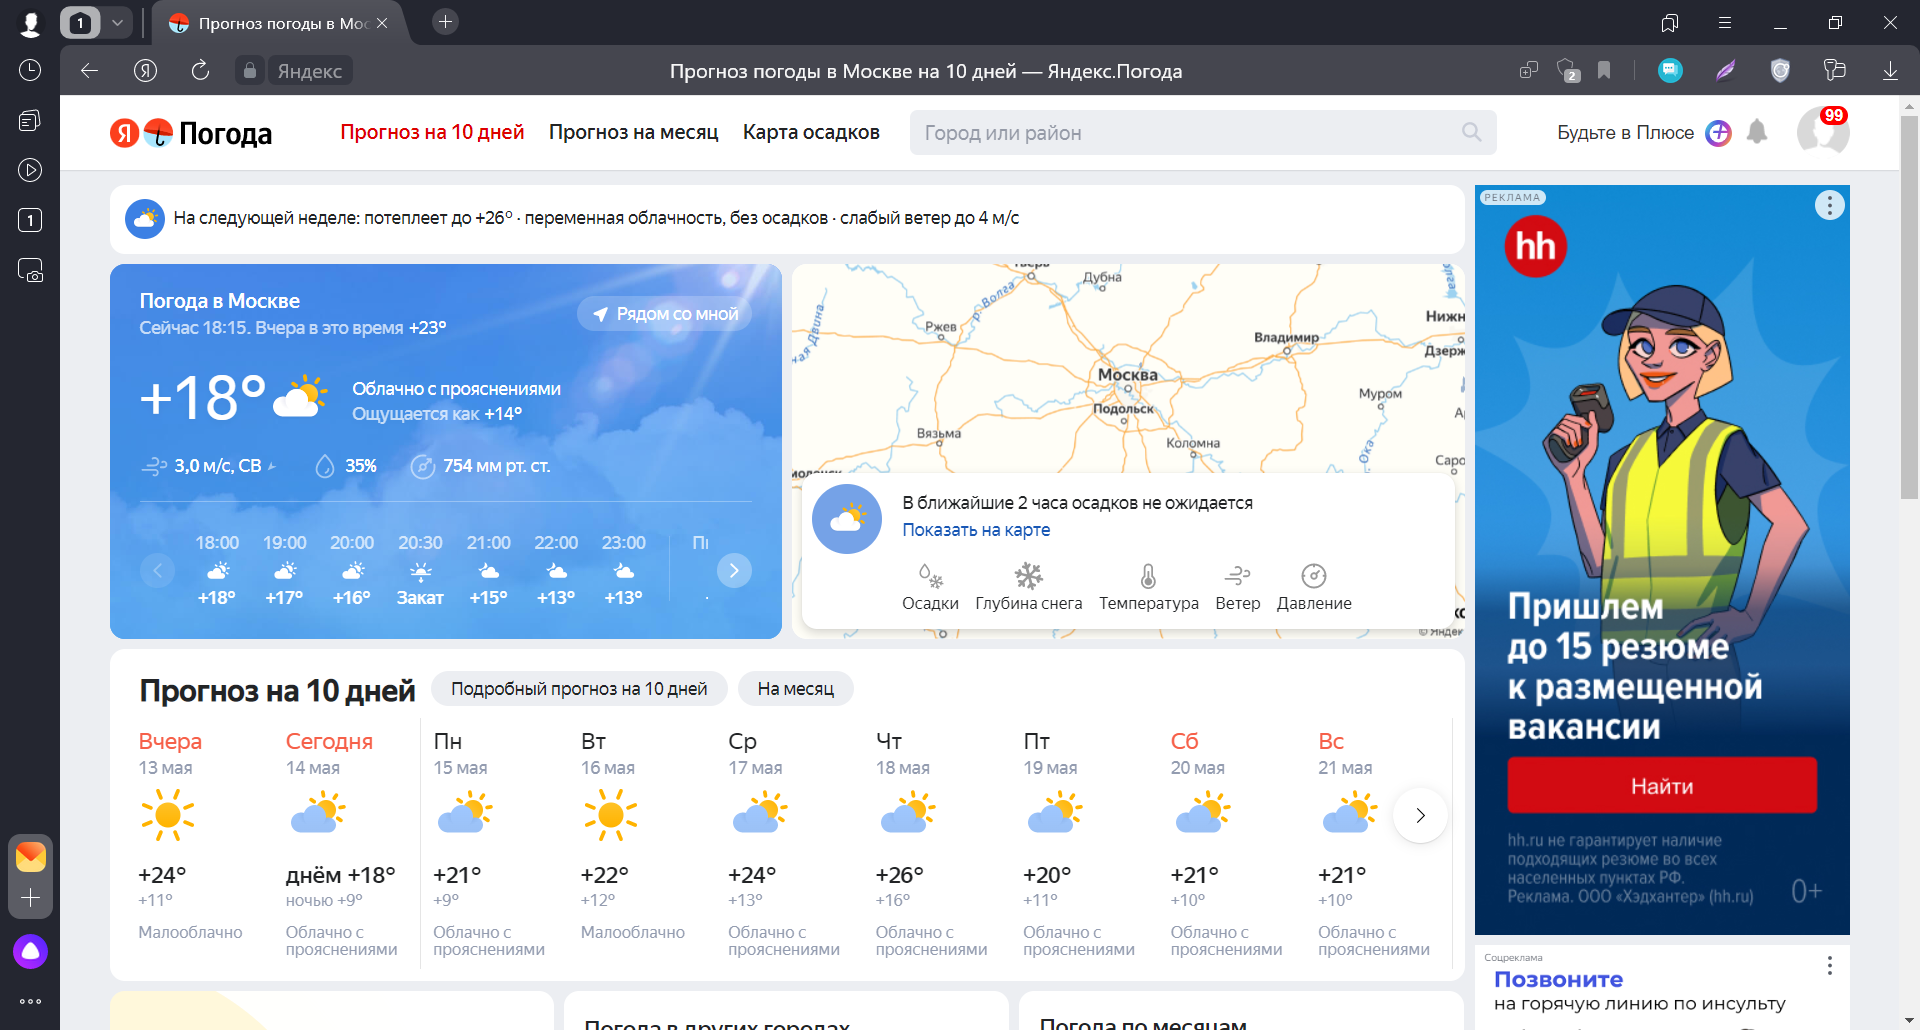 1
Прогноз погоды в Мос
Яндекс
Прогноз погоды в Москве на 10 дней — Яндекс.Погода
2
1
Я Погода
Прогноз на 10 дней
Прогноз на месяц
Карта осадков
Город или район
Будьте в Плюсе
99
На следующей неделе: потеплеет до +26° · переменная облачность, без осадков · слабый ветер до 4 м/с
Погода в Москве
Сейчас 18:15. Вчера в это время +23°
Рядом со мной
+18°
Облачно с прояснениями
Ощущается как +14°
3,0 м/с, СВ
35%
754 мм рт. ст.
18:00 19:00 20:00 20:30 21:00 22:00 23:00
+18° +17° +16° Закат +15° +13° +13°
Тверь
Дубна
р. Волга
Ржев
Владимир
Нижн
Дзерж
ая Двина
Москва
Подольск
Муром
Вязьма
Коломна
Ока
Саро
моленск
В ближайшие 2 часа осадков не ожидается
Показать на карте
Осадки Глубина снега Температура Ветер Давление
© Яндек
Прогноз на 10 дней
Подробный прогноз на 10 дней
На месяц
Вчера Сегодня Пн Вт Ср Чт Пт Сб Вс
13 мая 14 мая 15 мая 16 мая 17 мая 18 мая 19 мая 20 мая 21 мая
+24° днём +18° +21° +22° +24° +26° +20° +21° +21°
+11° ночью +9° +9° +12° +13° +16° +11° +10° +10°
Малооблачно Облачно с Облачно с Малооблачно Облачно с Облачно с Облачно с Облачно с Облачно с
прояснениями прояснениями прояснениями прояснениями прояснениями прояснениями прояснениями
Погода в других городах
Погода по месяцам
РЕКЛАМА
hh
Пришлем
до 15 резюме
к размещенной
вакансии
Найти
hh.ru не гарантирует наличие
подходящих резюме во всех
населенных пунктах РФ.
Реклама. ООО «Хэдхантер» (hh.ru)
0+
Соцреклама
Позвоните
на горячую линию по инсульту